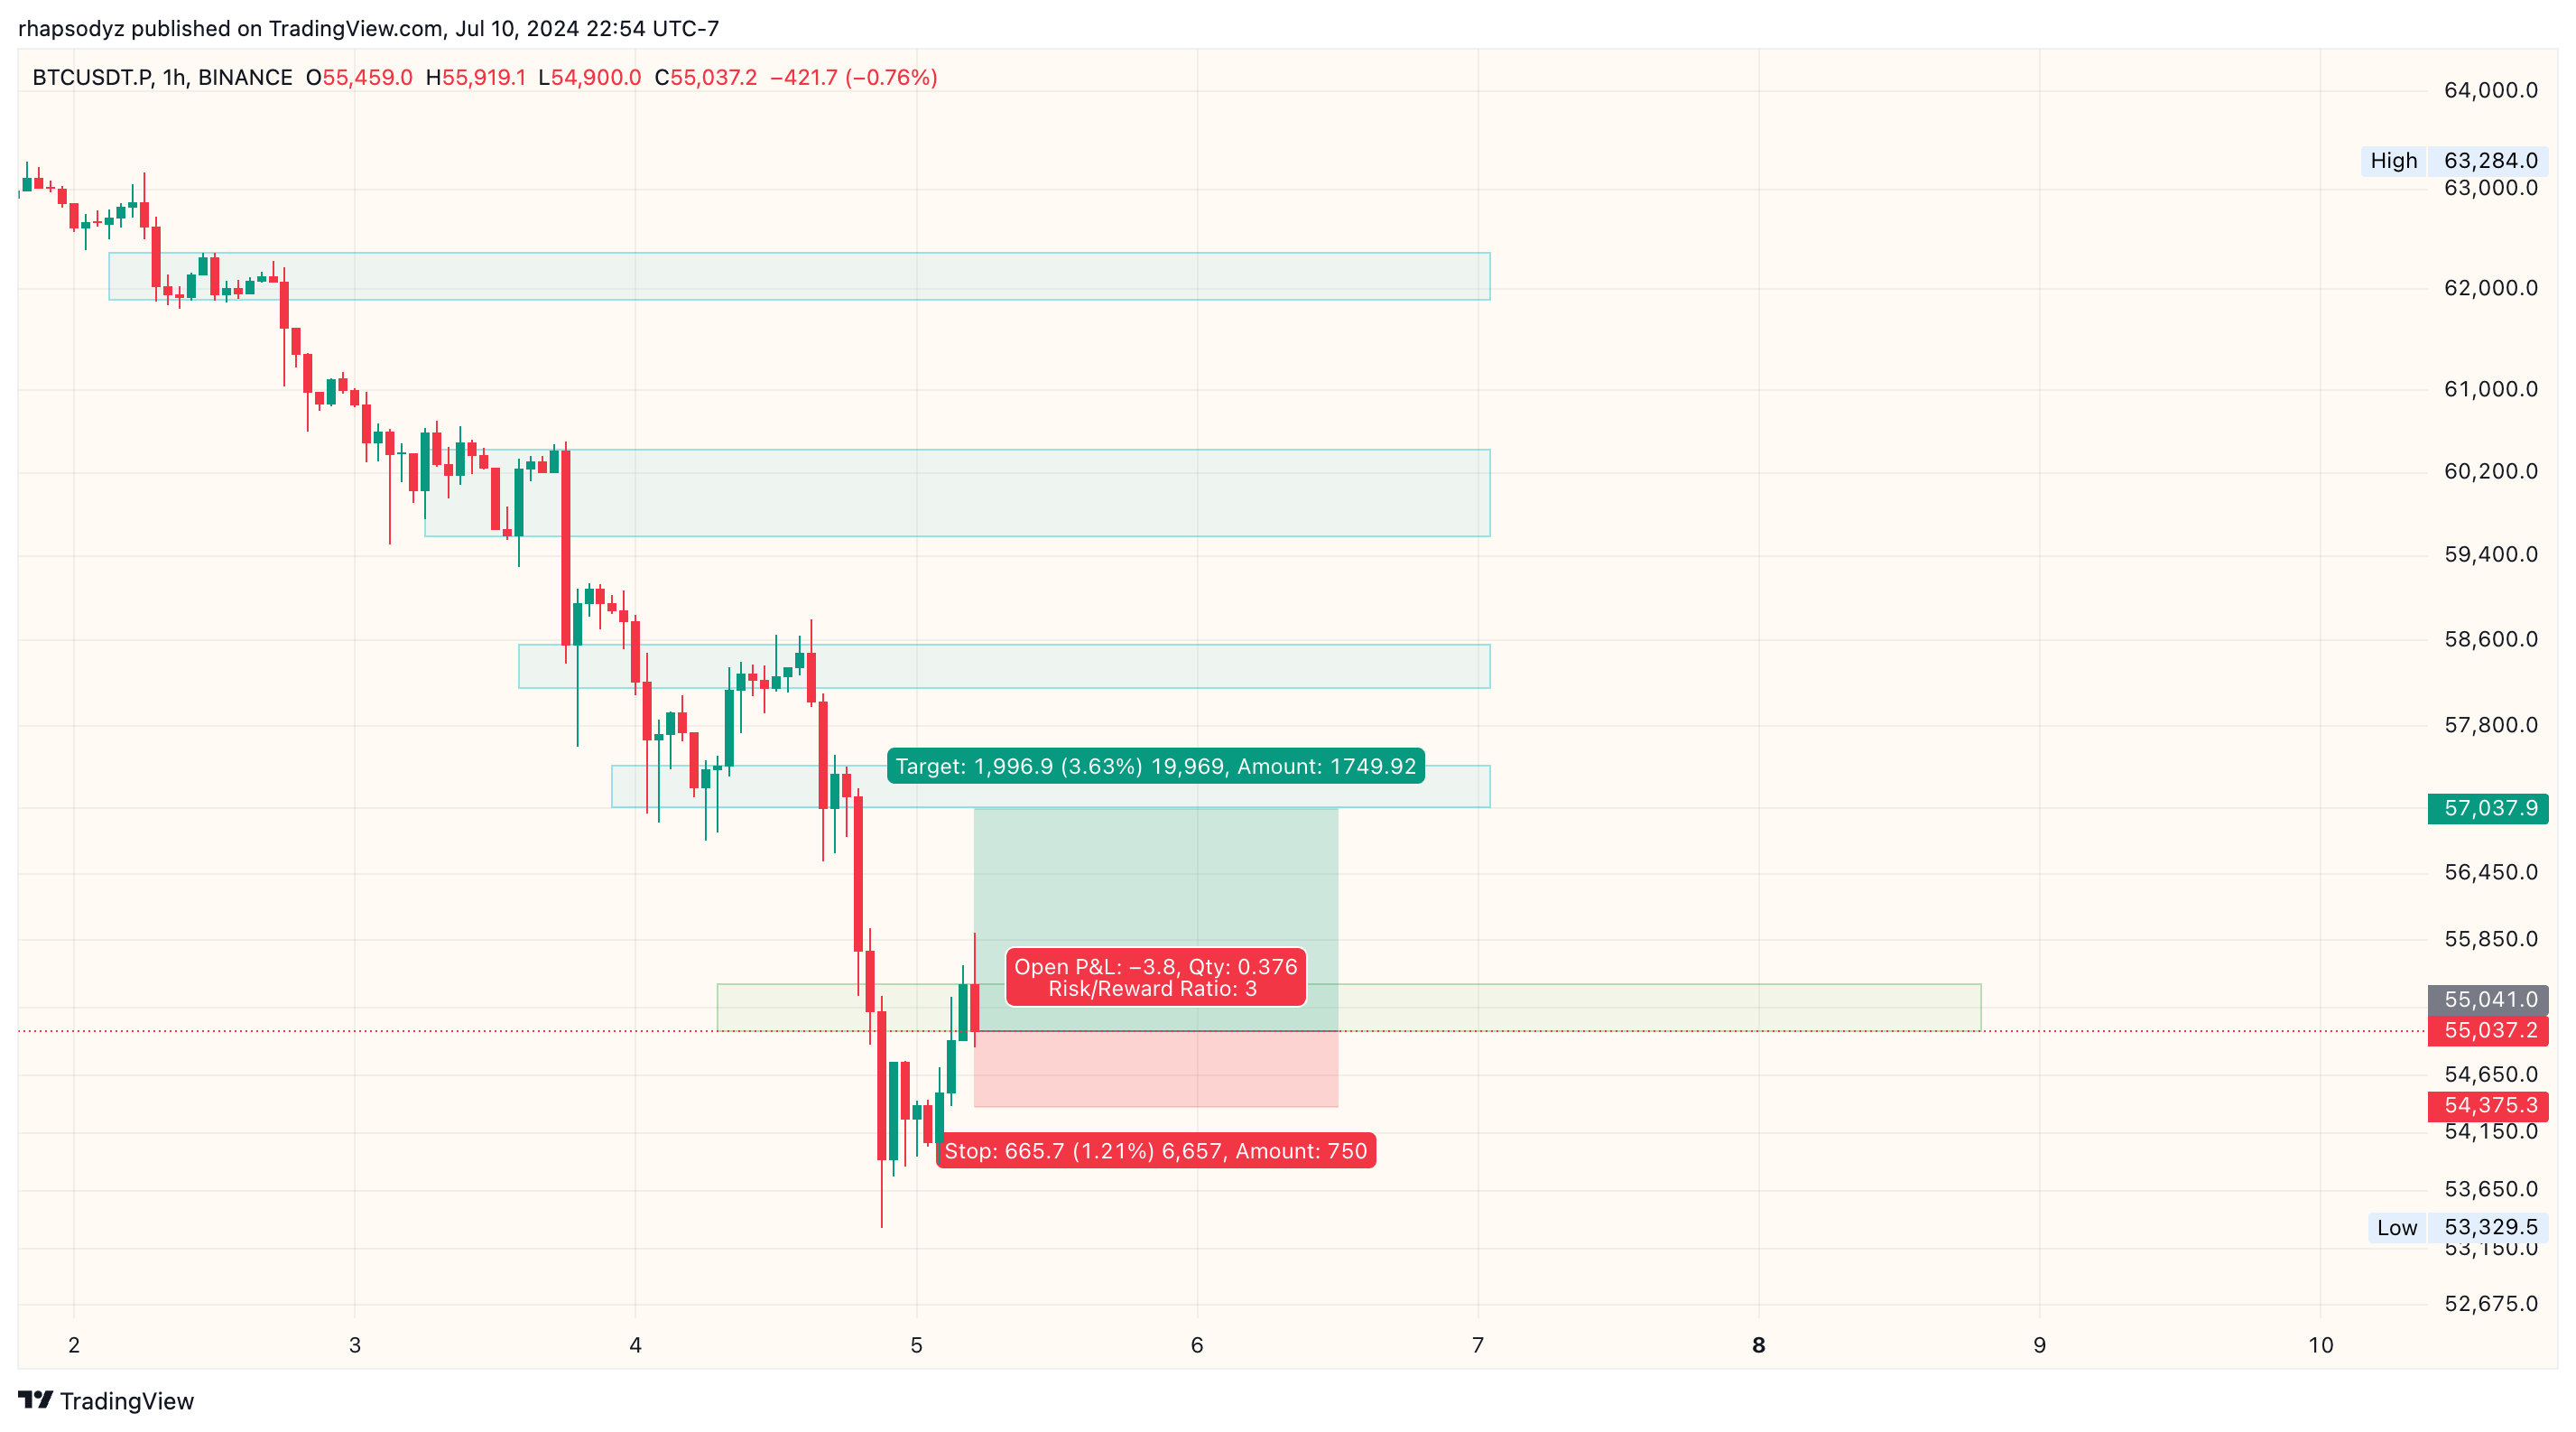 rhapsodyz published on TradingView.com, Jul 10, 2024 22:54 UTC-7
BTCUSDT.P, 1h, BINANCE O55,459.0 H55,919.1 L54,900.0 C55,037.2 −421.7 (−0.76%)
64,000.0
High 63,284.0
63,000.0
62,000.0
61,000.0
60,200.0
59,400.0
58,600.0
57,800.0
Target: 1,996.9 (3.63%) 19,969, Amount: 1749.92
57,037.9
56,450.0
55,850.0
Open P&L: −3.8, Qty: 0.376
Risk/Reward Ratio: 3
55,041.0
55,037.2
54,650.0
54,375.3
54,150.0
Stop: 665.7 (1.21%) 6,657, Amount: 750
53,650.0
Low 53,329.5
53,150.0
52,675.0
2 3 4 5 6 7 8 9 10
TradingView